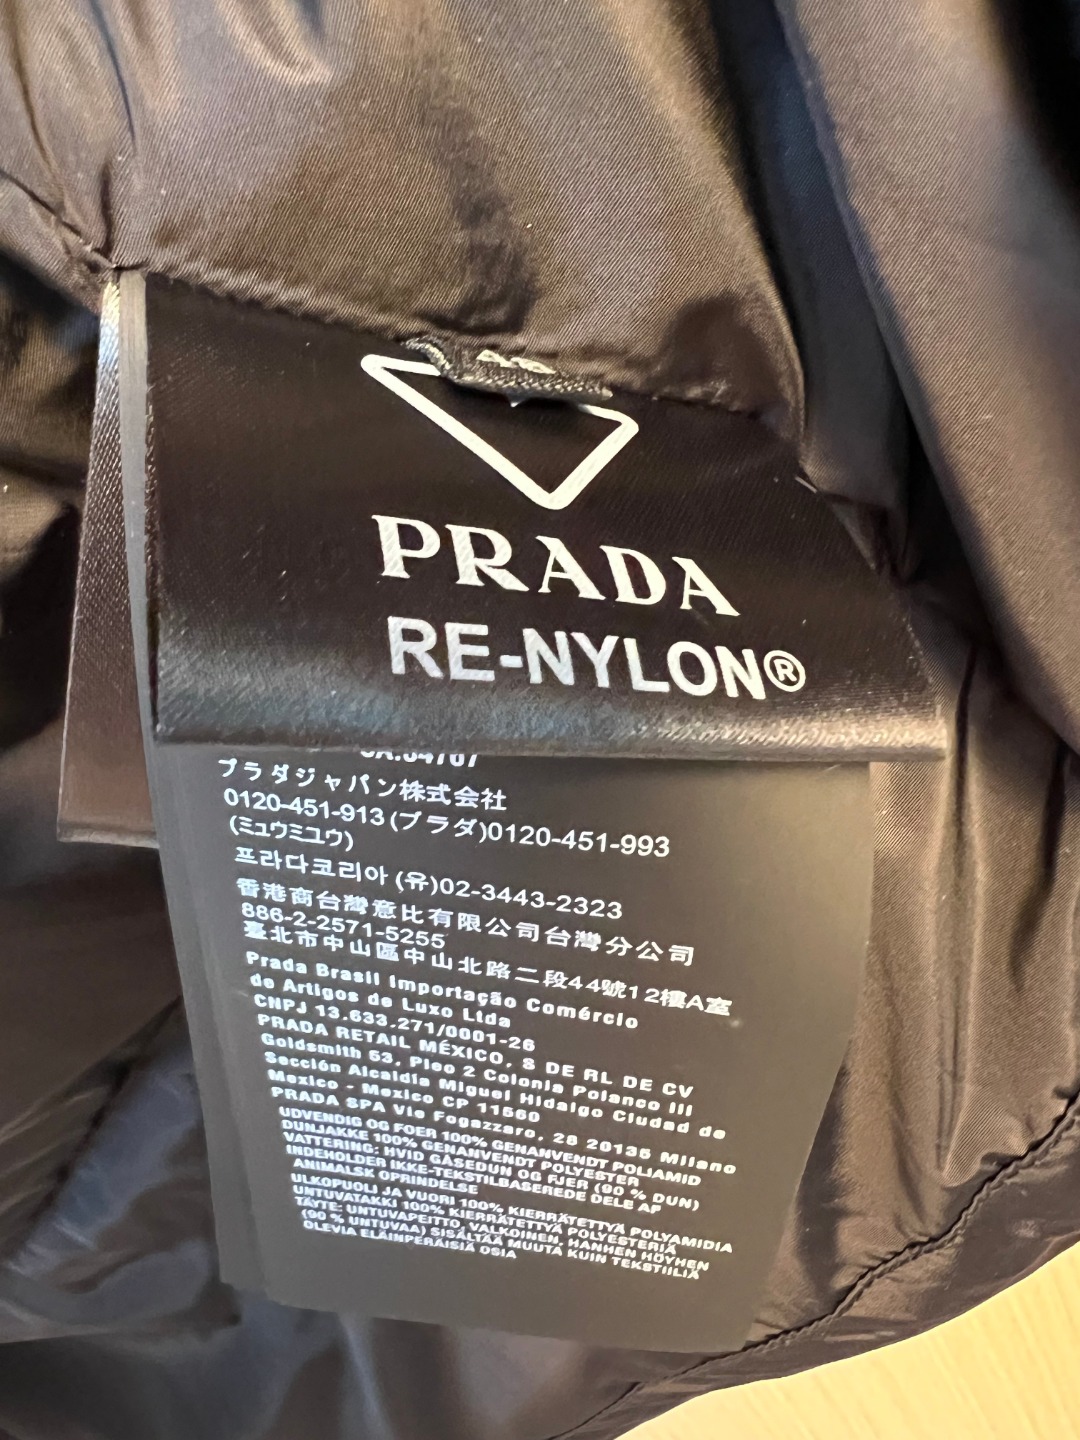 PRADA
RE-NYLON®
CA.34707
プラダジャパン株式会社
0120-451-913 (プラダ)0120-451-993
(ミュウミュウ)
프라다코리아 (유)02-3443-2323
香港商台灣意比有限公司台灣分公司
886-2-2571-5255
臺北市中山區中山北路二段44號12樓A室
Prada Brasil Importação Comércio
de Artigos de Luxo Ltda
CNPJ 13.633.271/0001-26
PRADA RETAIL MÉXICO, S DE RL DE CV
Goldsmith 53, Piso 2 Colonia Polanco III
Sección Alcaldía Miguel Hidalgo Ciudad de
Mexico - Mexico CP 11560
PRADA SPA Via Fogazzaro, 28 20135 Milano
UDVENDIG OG FOER 100% GENANVENDT POLIAMID
DUNJAKKE 100% GENANVENDT POLYESTER
VATTERING: HVID GÅSEDUN OG FJER (90 % DUN)
INDEHOLDER IKKE-TEKSTILBASEREDE DELE AF
ANIMALSK OPRINDELSE
ULKOPUOLI JA VUORI 100% KIERRÄTETTYÄ POLYAMIDIA
UNTUVATAKKI 100% KIERRÄTETTYÄ POLYESTERIÄ
TÄYTE: UNTUVAPEITTO, VALKOINEN, HANHEN HÖYHEN
(90 % UNTUVAA) SISÄLTÄÄ MUUTA KUIN TEKSTIILIÄ
OLEVIA ELÄINPERÄISIÄ OSIA